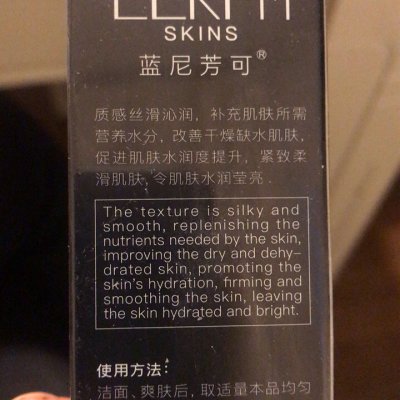 SKINS
蓝尼芳可®
质感丝滑沁润，补充肌肤所需
营养水分，改善干燥缺水肌肤，
促进肌肤水润度提升，紧致柔
滑肌肤，令肌肤水润莹亮.
The texture is silky and
smooth, replenishing the
nutrients needed by the skin,
improving the dry and dehy-
drated skin, promoting the
skin's hydration, firming and
smoothing the skin, leaving
the skin hydrated and bright.
使用方法：
洁面、爽肤后，取适量本品均匀